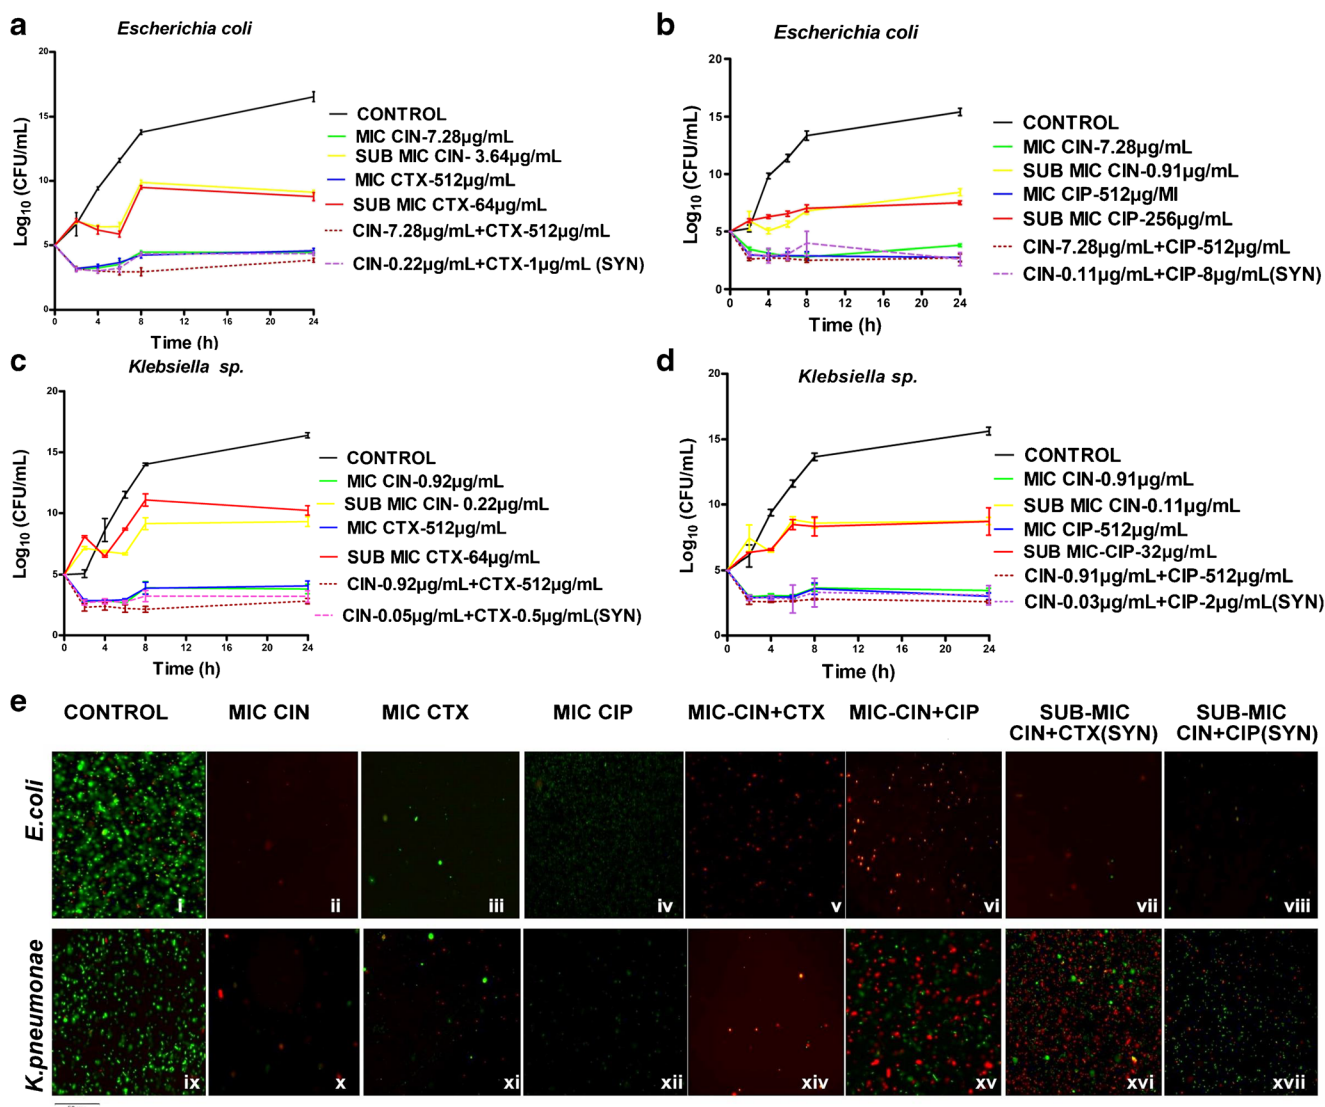 a
Escherichia coli
Log10 (CFU/mL)
20
15
10
5
0
0 4 8 12 16 20 24
Time (h)
CONTROL
MIC CIN-7.28µg/mL
SUB MIC CIN- 3.64µg/mL
MIC CTX-512µg/mL
SUB MIC CTX-64µg/mL
CIN-7.28µg/mL+CTX-512µg/mL
CIN-0.22µg/mL+CTX-1µg/mL (SYN)
b
Escherichia coli
Log10 (CFU/mL)
20
15
10
5
0
0 4 8 12 16 20 24
Time (h)
CONTROL
MIC CIN-7.28µg/mL
SUB MIC CIN-0.91µg/mL
MIC CIP-512µg/Ml
SUB MIC CIP-256µg/mL
CIN-7.28µg/mL+CIP-512µg/mL
CIN-0.11µg/mL+CIP-8µg/mL(SYN)
c
Klebsiella sp.
Log10 (CFU/mL)
20
15
10
5
0
0 4 8 12 16 20 24
Time (h)
CONTROL
MIC CIN-0.92µg/mL
SUB MIC CIN- 0.22µg/mL
MIC CTX-512µg/mL
SUB MIC CTX-64µg/mL
CIN-0.92µg/mL+CTX-512µg/mL
CIN-0.05µg/mL+CTX-0.5µg/mL(SYN)
d
Klebsiella sp.
Log10 (CFU/mL)
20
15
10
5
0
0 4 8 12 16 20 24
Time (h)
CONTROL
MIC CIN-0.91µg/mL
SUB MIC CIN-0.11µg/mL
MIC CIP-512µg/mL
SUB MIC-CIP-32µg/mL
CIN-0.91µg/mL+CIP-512µg/mL
CIN-0.03µg/mL+CIP-2µg/mL(SYN)
e
CONTROL MIC CIN MIC CTX MIC CIP MIC-CIN+CTX MIC-CIN+CIP SUB-MIC SUB-MIC
CIN+CTX(SYN) CIN+CIP(SYN)
E.coli
i ii iii iv v vi vii viii
K.pneumonae
ix x xi xii xiv xv xvi xvii